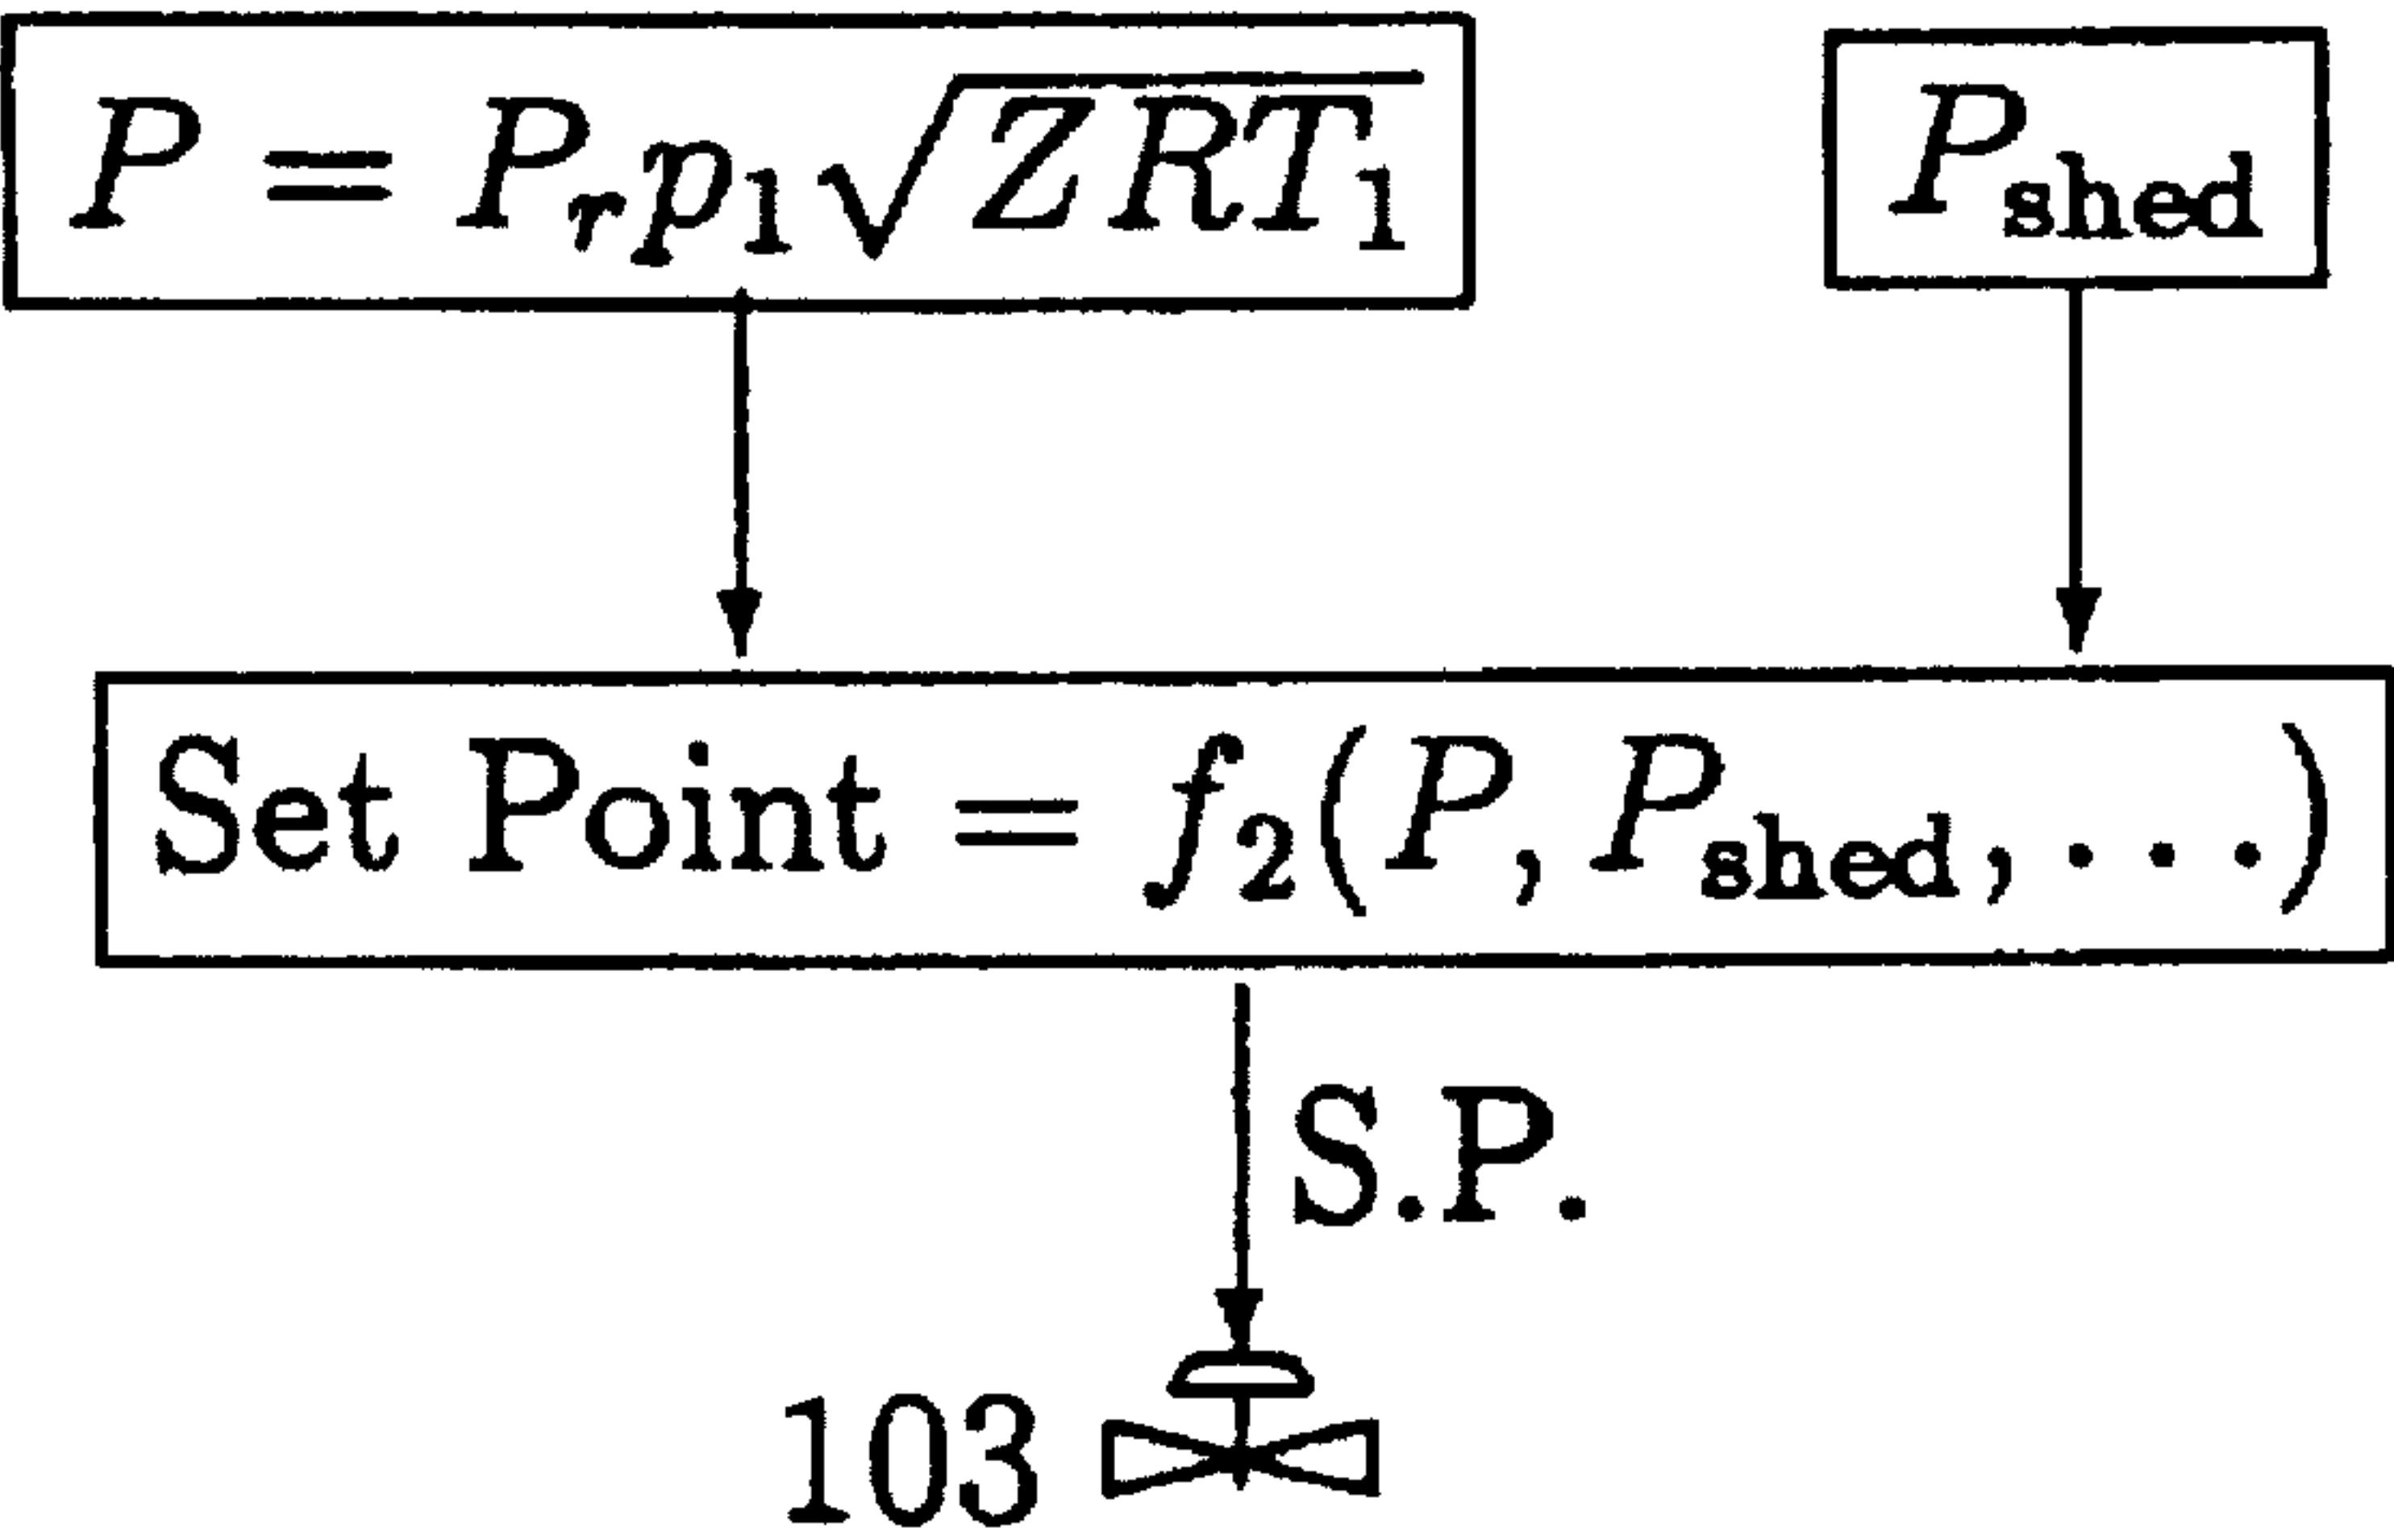 P = P_r p_1 √ZRT_1
P_shed
Set Point = f_2(P, P_shed, . . .)
S.P.
103